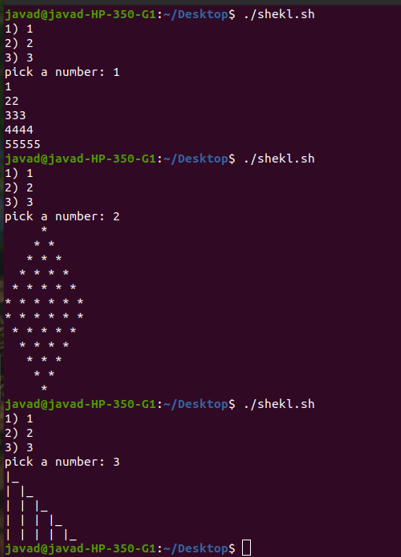 javad@javad-HP-350-G1:~/Desktop$ ./shekl.sh
1) 1
2) 2
3) 3
pick a number: 1
1
22
333
4444
55555
javad@javad-HP-350-G1:~/Desktop$ ./shekl.sh
1) 1
2) 2
3) 3
pick a number: 2
     *
    * *
   * * *
  * * * *
 * * * * *
* * * * * *
* * * * * *
 * * * * *
  * * * *
   * * *
    * *
     *
javad@javad-HP-350-G1:~/Desktop$ ./shekl.sh
1) 1
2) 2
3) 3
pick a number: 3
|_
| |_
| | |_
| | | |_
| | | | |_
javad@javad-HP-350-G1:~/Desktop$